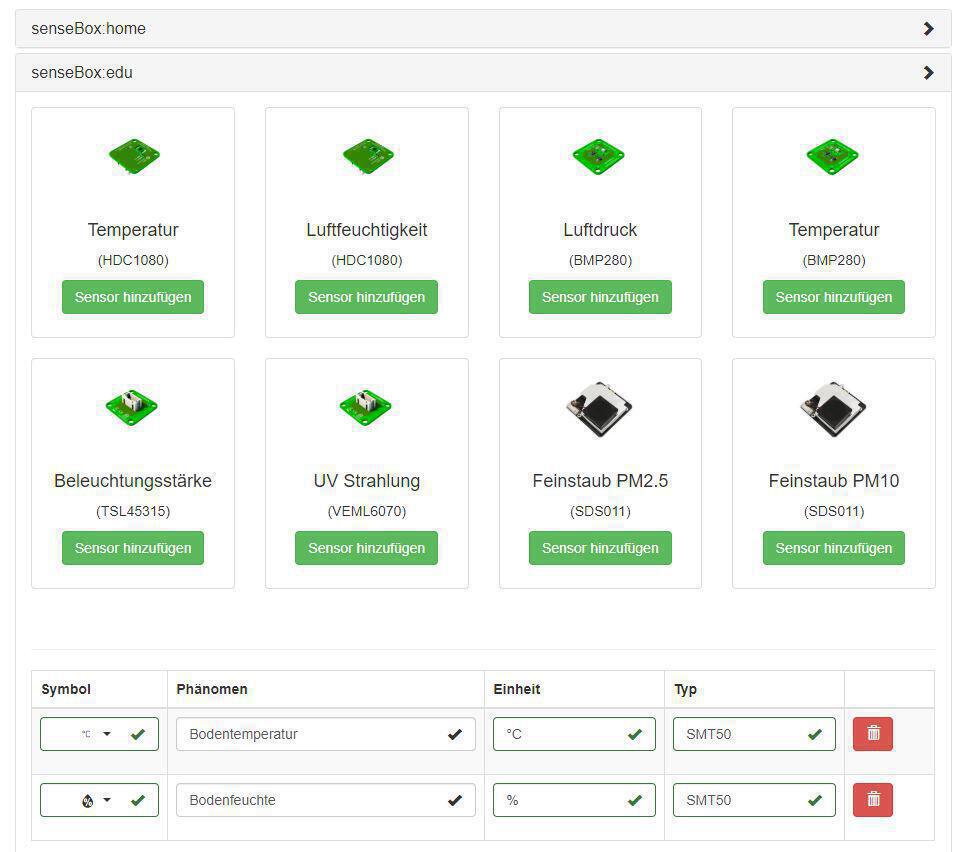 senseBox:home
senseBox:edu
Temperatur
(HDC1080)
Sensor hinzufügen
Luftfeuchtigkeit
(HDC1080)
Sensor hinzufügen
Luftdruck
(BMP280)
Sensor hinzufügen
Temperatur
(BMP280)
Sensor hinzufügen
Beleuchtungsstärke
(TSL45315)
Sensor hinzufügen
UV Strahlung
(VEML6070)
Sensor hinzufügen
Feinstaub PM2.5
(SDS011)
Sensor hinzufügen
Feinstaub PM10
(SDS011)
Sensor hinzufügen
Symbol Phänomen Einheit Typ
°C Bodentemperatur °C SMT50
% Bodenfeuchte % SMT50